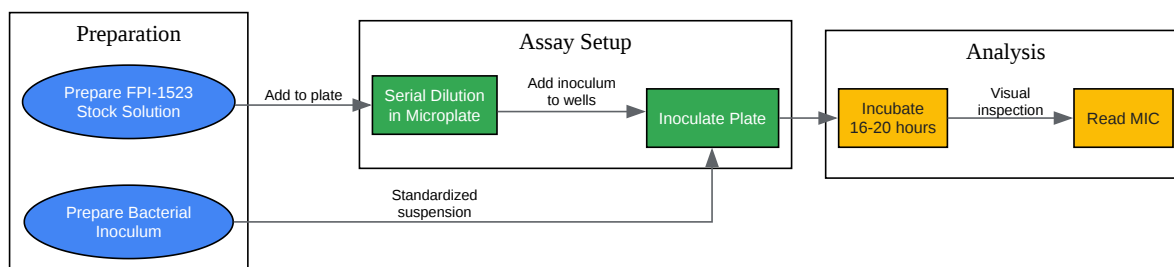 Preparation
Prepare FPI-1523
Stock Solution
Prepare Bacterial
Inoculum
Add to plate
Standardized
suspension
Assay Setup
Serial Dilution
in Microplate
Add inoculum
to wells
Inoculate Plate
Analysis
Incubate
16-20 hours
Visual
inspection
Read MIC